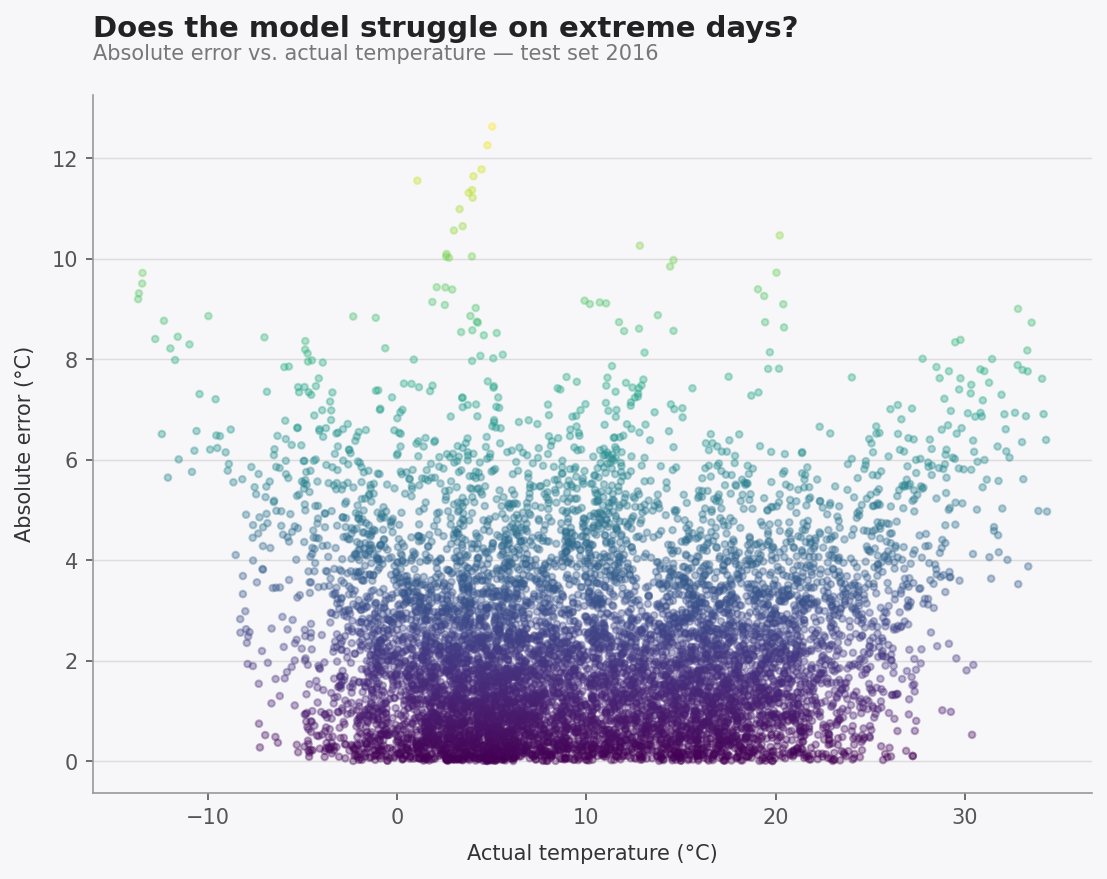 Does the model struggle on extreme days?
Absolute error vs. actual temperature — test set 2016
Absolute error (°C)
12
10
8
6
4
2
0
−10 0 10 20 30
Actual temperature (°C)